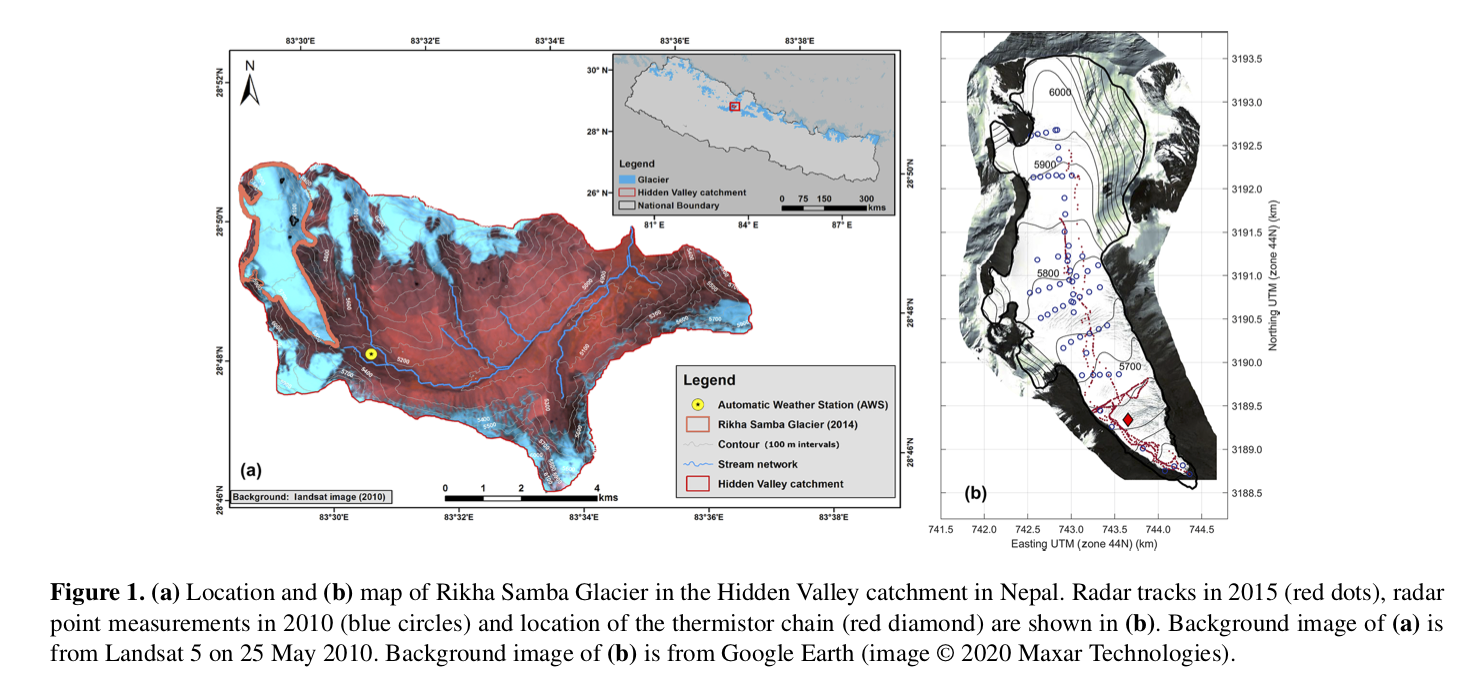 83°30'E 83°32'E 83°34'E 83°36'E 83°38'E
N
28°52'N
28°50'N
28°48'N
28°46'N
30° N
28° N
26° N
Legend
Glacier
Hidden Valley catchment
National Boundary
0 75 150 300
kms
81° E 84° E 87° E
28°50'N
28°48'N
28°46'N
5200
5400
5700
5400
5500
5100
5300
5400
5700
Legend
Automatic Weather Station (AWS)
Rikha Samba Glacier (2014)
Contour (100 m intervals)
Stream network
Hidden Valley catchment
(a)
Background: landsat image (2010)
0 1 2 4
kms
83°30'E 83°32'E 83°34'E 83°36'E 83°38'E
6000
5900
5800
5700
(b)
3193.5
3193.0
3192.5
3192.0
3191.5
3191.0
3190.5
3190.0
3189.5
3189.0
3188.5
Northing UTM (zone 44N) (km)
741.5 742.0 742.5 743.0 743.5 744.0 744.5
Easting UTM (zone 44N) (km)
Figure 1. (a) Location and (b) map of Rikha Samba Glacier in the Hidden Valley catchment in Nepal. Radar tracks in 2015 (red dots), radar
point measurements in 2010 (blue circles) and location of the thermistor chain (red diamond) are shown in (b). Background image of (a) is
from Landsat 5 on 25 May 2010. Background image of (b) is from Google Earth (image © 2020 Maxar Technologies).